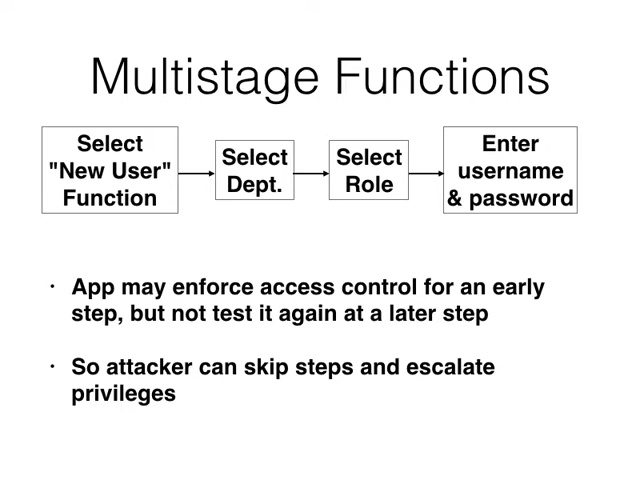 Multistage Functions
Select
"New User"
Function
Select
Dept.
Select
Role
Enter
username
& password
• App may enforce access control for an early
step, but not test it again at a later step
• So attacker can skip steps and escalate
privileges